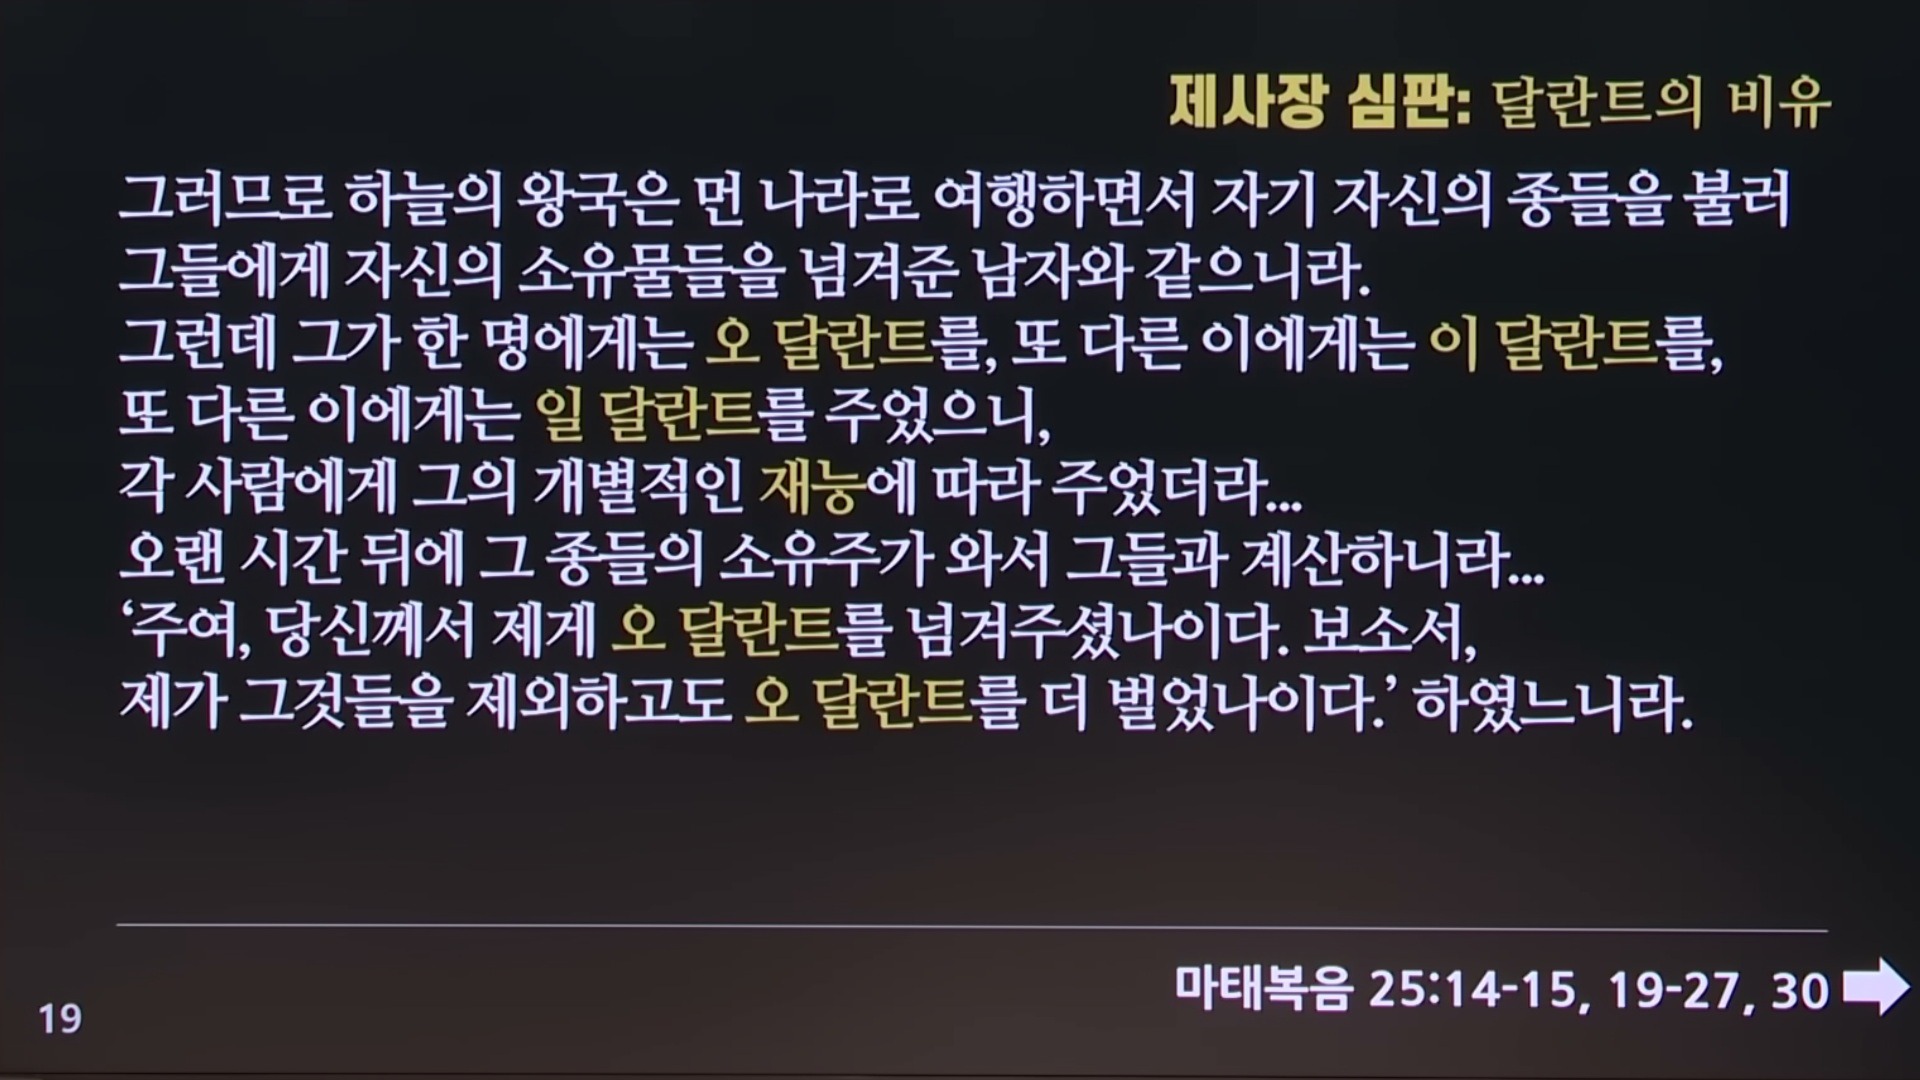 제사장 심판: 달란트의 비유
그러므로 하늘의 왕국은 먼 나라로 여행하면서 자기 자신의 종들을 불러
그들에게 자신의 소유물들을 넘겨준 남자와 같으니라.
그런데 그가 한 명에게는 오 달란트를, 또 다른 이에게는 이 달란트를,
또 다른 이에게는 일 달란트를 주었으니,
각 사람에게 그의 개별적인 재능에 따라 주었더라...
오랜 시간 뒤에 그 종들의 소유주가 와서 그들과 계산하니라...
‘주여, 당신께서 제게 오 달란트를 넘겨주셨나이다. 보소서,
제가 그것들을 제외하고도 오 달란트를 더 벌었나이다.’ 하였느니라.
마태복음 25:14-15, 19-27, 30
19